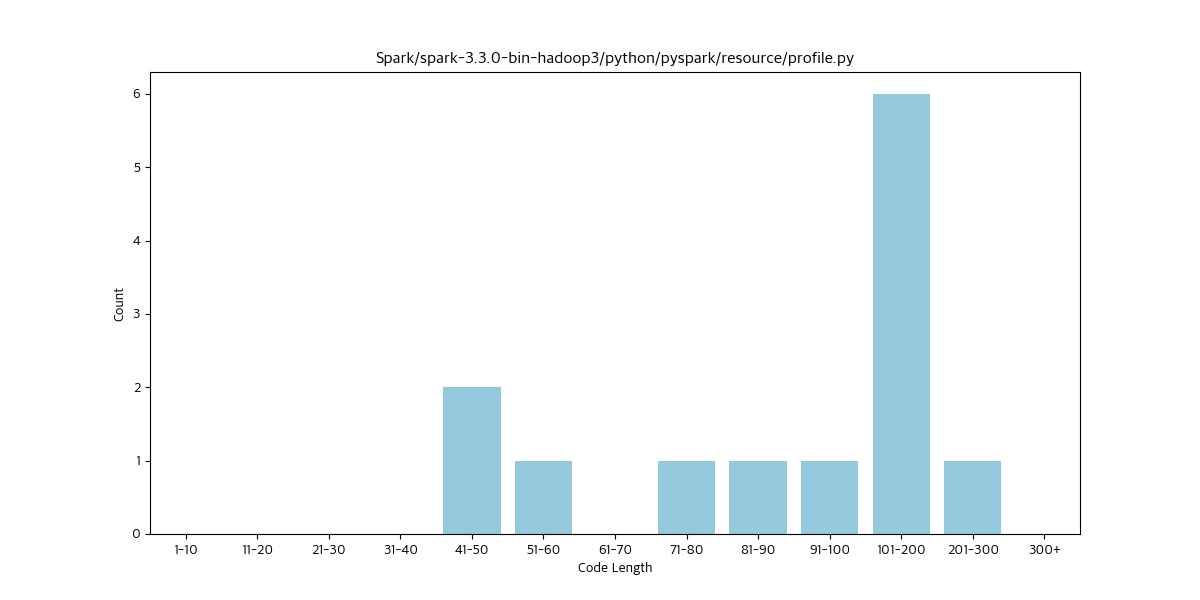 Spark/spark-3.3.0-bin-hadoop3/python/pyspark/resource/profile.py
6
5
4
3
2
1
0
Count
1-10 11-20 21-30 31-40 41-50 51-60 61-70 71-80 81-90 91-100 101-200 201-300 300+
Code Length